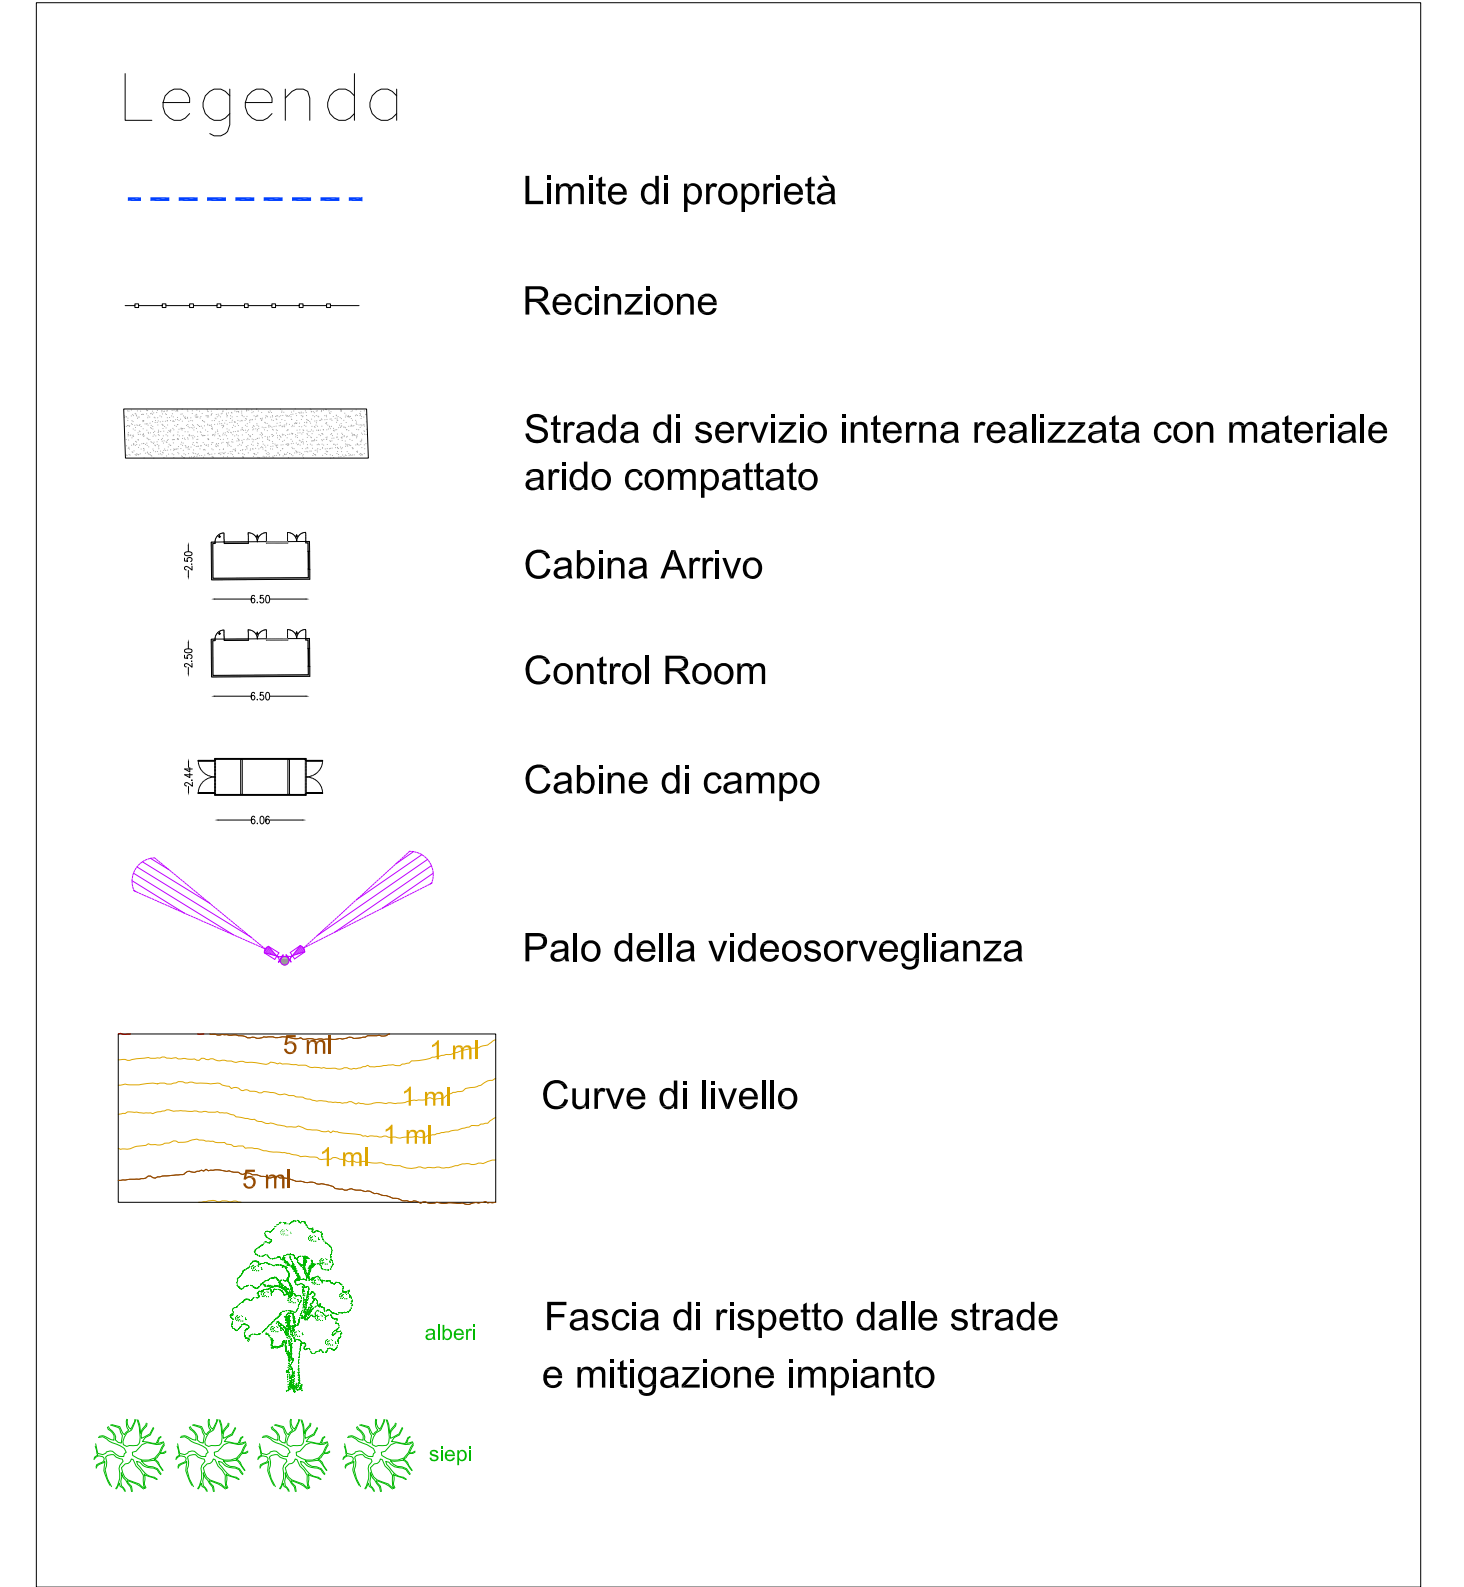 Legenda
Limite di proprietà
Recinzione
Strada di servizio interna realizzata con materiale
arido compattato
2.50
6.50
Cabina Arrivo
2.50
6.50
Control Room
2.44
6.06
Cabine di campo
Palo della videosorveglianza
5 ml
1 ml
1 ml
1 ml
1 ml
5 ml
Curve di livello
alberi
Fascia di rispetto dalle strade
e mitigazione impianto
siepi